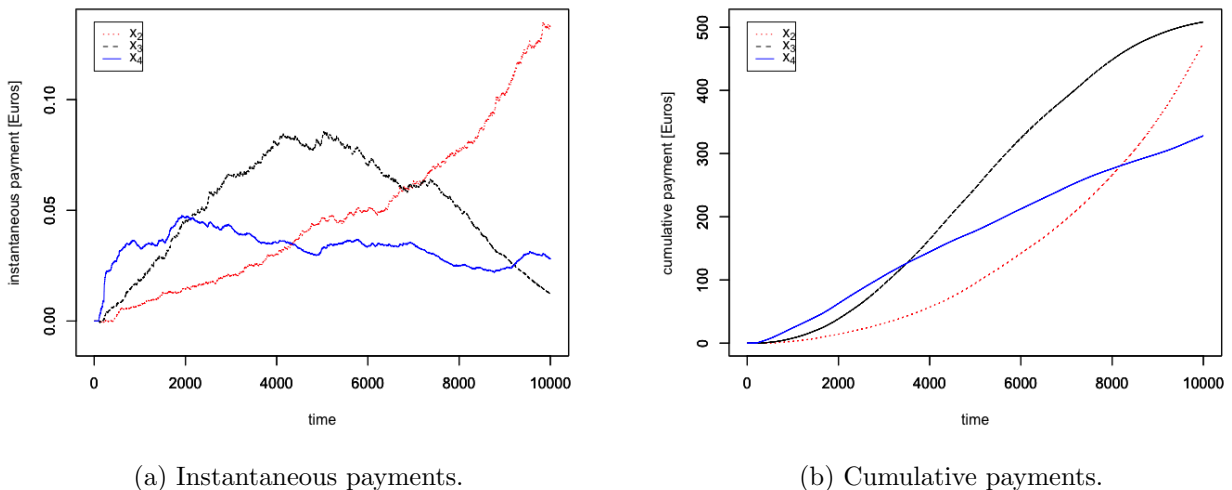 instantaneous payment [Euros]
0.10
0.05
0.00
x₂
x₃
x₄
0 2000 4000 6000 8000 10000
time
(a) Instantaneous payments.
cumulative payment [Euros]
500
400
300
200
100
0
x₂
x₃
x₄
0 2000 4000 6000 8000 10000
time
(b) Cumulative payments.